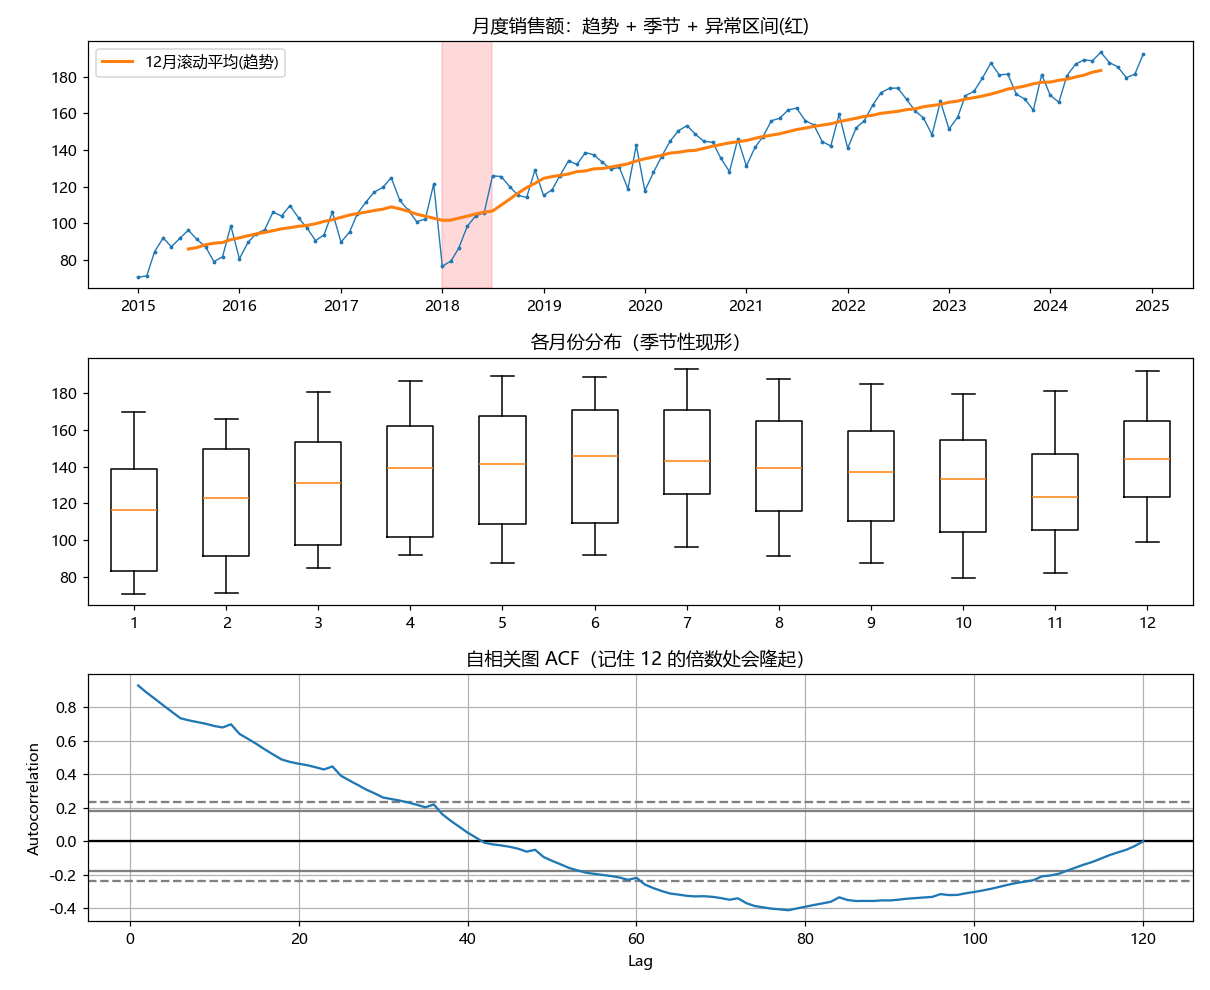 月度销售额：趋势 + 季节 + 异常区间(红)
12月滚动平均(趋势)
180
160
140
120
100
80
2015 2016 2017 2018 2019 2020 2021 2022 2023 2024 2025
各月份分布（季节性现形）
180
160
140
120
100
80
1 2 3 4 5 6 7 8 9 10 11 12
自相关图 ACF（记住 12 的倍数处会隆起）
Autocorrelation
0.8
0.6
0.4
0.2
0.0
-0.2
-0.4
0 20 40 60 80 100 120
Lag